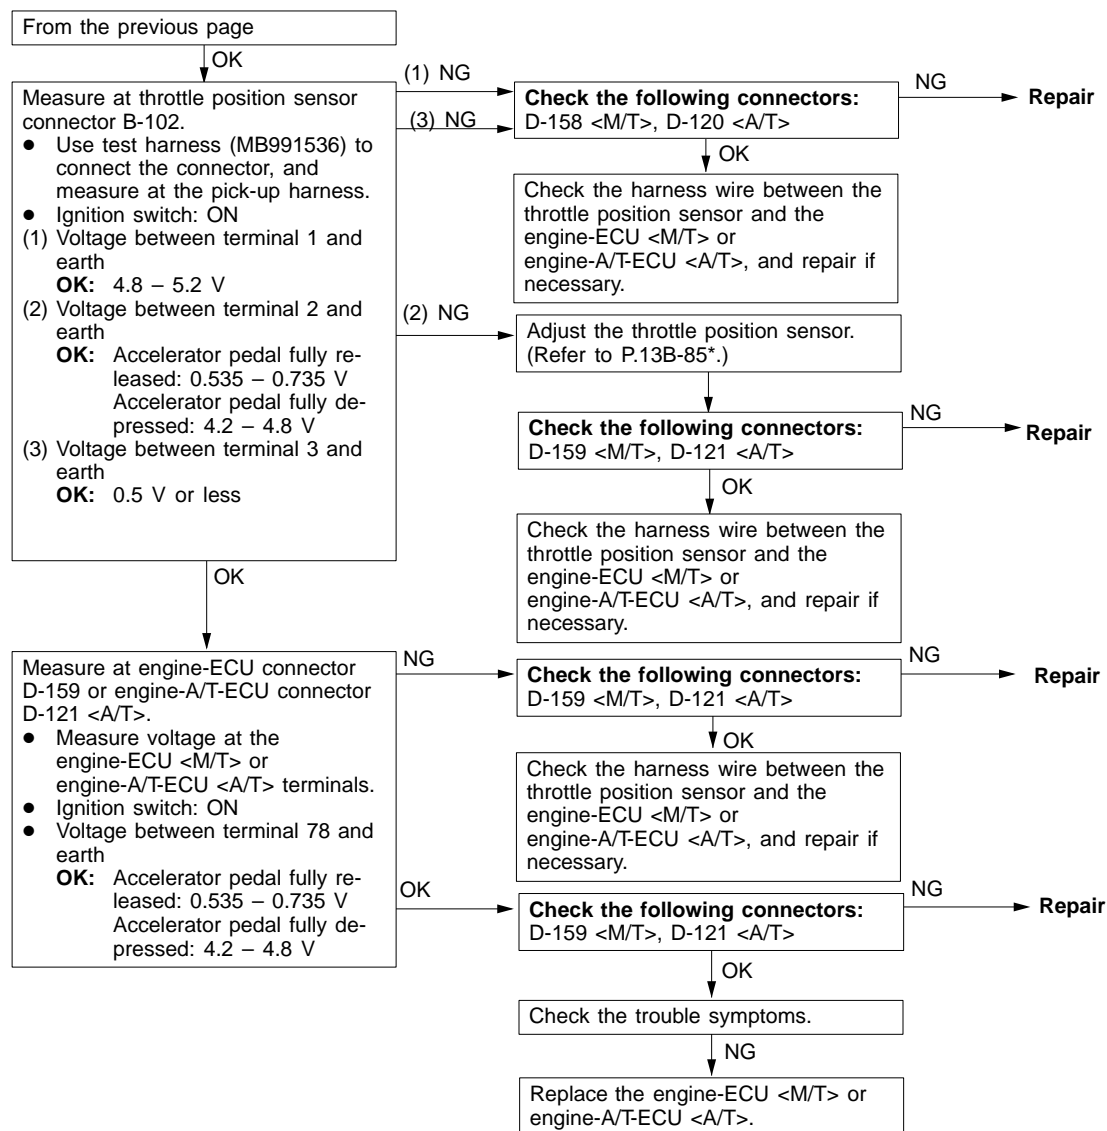 From the previous page
OK
Measure at throttle position sensor
connector B-102.
● Use test harness (MB991536) to
connect the connector, and
measure at the pick-up harness.
● Ignition switch: ON
(1) Voltage between terminal 1 and
earth
OK: 4.8 – 5.2 V
(2) Voltage between terminal 2 and
earth
OK: Accelerator pedal fully re-
leased: 0.535 – 0.735 V
Accelerator pedal fully de-
pressed: 4.2 – 4.8 V
(3) Voltage between terminal 3 and
earth
OK: 0.5 V or less
(1) NG
(3) NG
Check the following connectors:
D-158 <M/T>, D-120 <A/T>
NG
Repair
OK
Check the harness wire between the
throttle position sensor and the
engine-ECU <M/T> or
engine-A/T-ECU <A/T>, and repair if
necessary.
(2) NG
Adjust the throttle position sensor.
(Refer to P.13B-85*.)
Check the following connectors:
D-159 <M/T>, D-121 <A/T>
NG
Repair
OK
Check the harness wire between the
throttle position sensor and the
engine-ECU <M/T> or
engine-A/T-ECU <A/T>, and repair if
necessary.
OK
Measure at engine-ECU connector
D-159 or engine-A/T-ECU connector
D-121 <A/T>.
● Measure voltage at the
engine-ECU <M/T> or
engine-A/T-ECU <A/T> terminals.
● Ignition switch: ON
● Voltage between terminal 78 and
earth
OK: Accelerator pedal fully re-
leased: 0.535 – 0.735 V
Accelerator pedal fully de-
pressed: 4.2 – 4.8 V
NG
Check the following connectors:
D-159 <M/T>, D-121 <A/T>
NG
Repair
OK
Check the harness wire between the
throttle position sensor and the
engine-ECU <M/T> or
engine-A/T-ECU <A/T>, and repair if
necessary.
OK
Check the following connectors:
D-159 <M/T>, D-121 <A/T>
NG
Repair
OK
Check the trouble symptoms.
NG
Replace the engine-ECU <M/T> or
engine-A/T-ECU <A/T>.